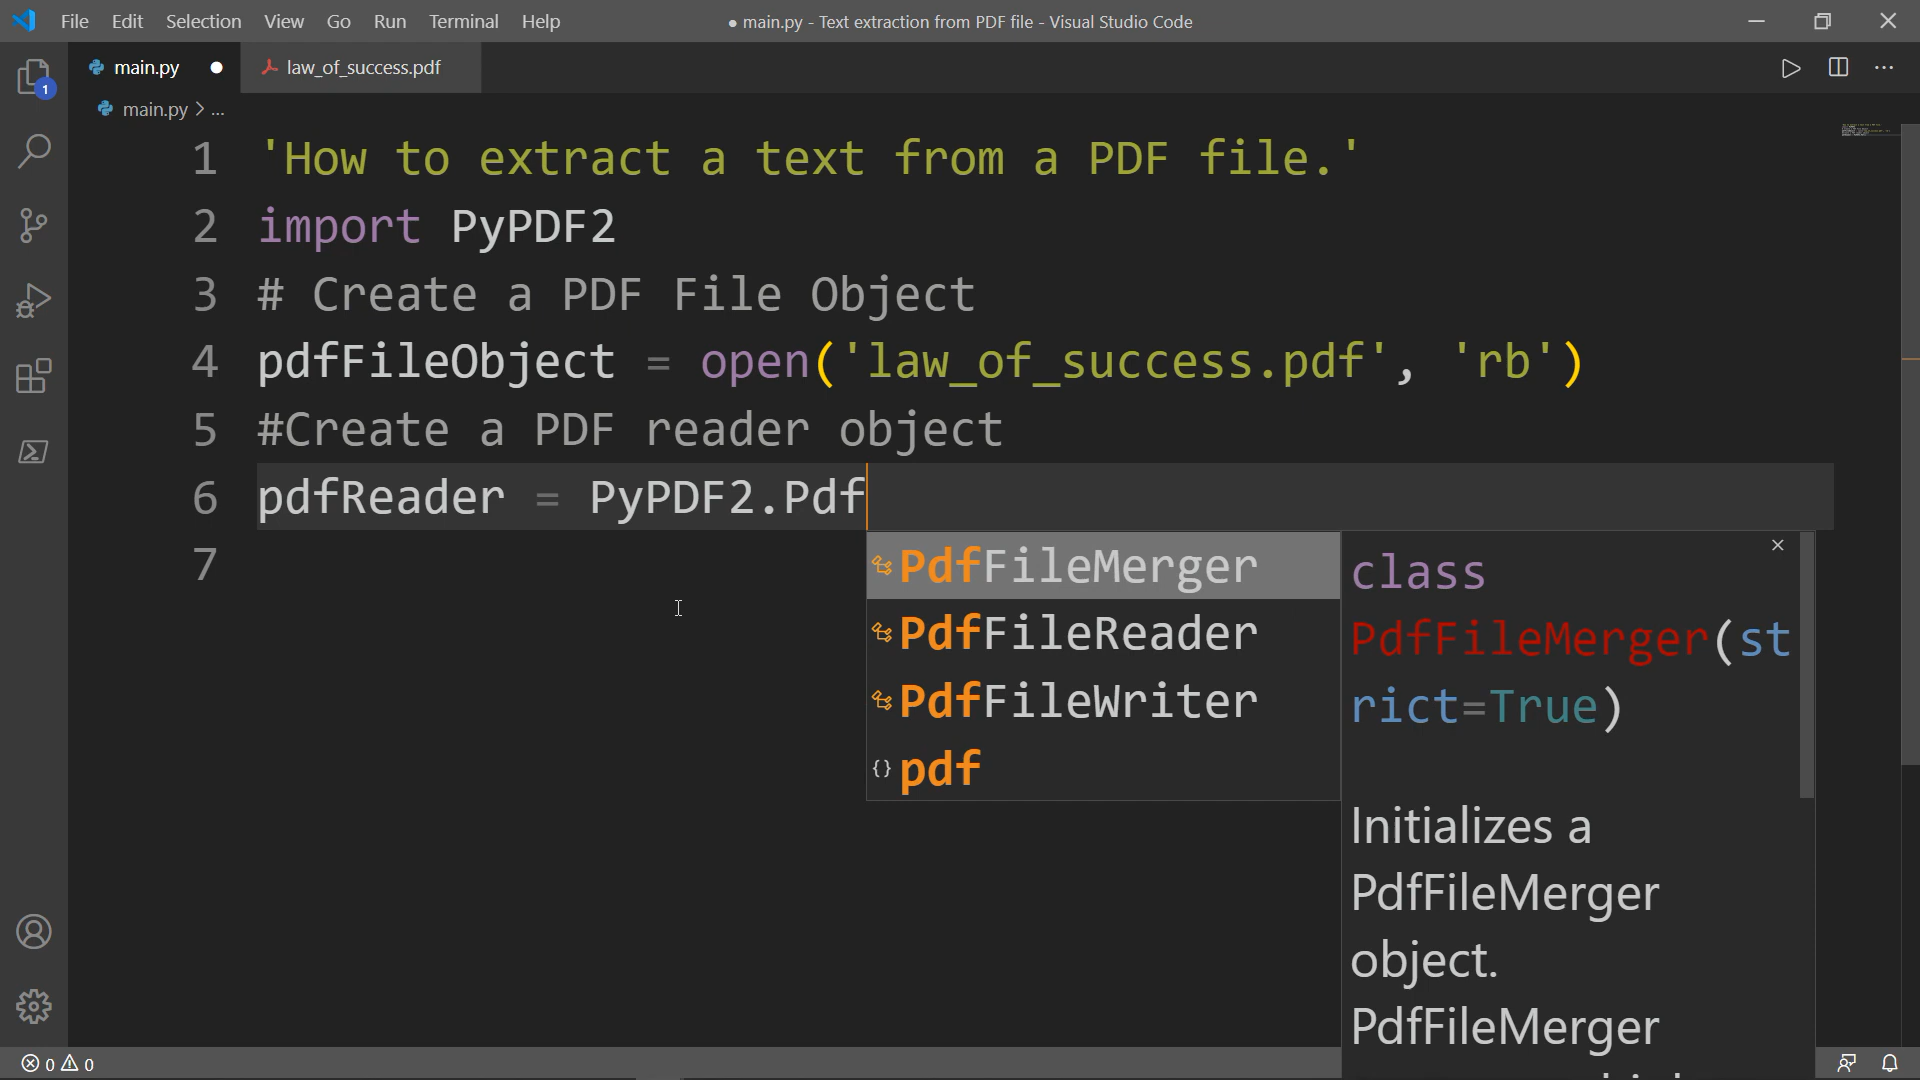 File Edit Selection View Go Run Terminal Help
● main.py - Text extraction from PDF file - Visual Studio Code
main.py ●
law_of_success.pdf
main.py > ...
1
1 'How to extract a text from a PDF file.'
2 import PyPDF2
3 # Create a PDF File Object
4 pdfFileObject = open('law_of_success.pdf', 'rb')
5 #Create a PDF reader object
6 pdfReader = PyPDF2.Pdf
7
PdfFileMerger
PdfFileReader
PdfFileWriter
{} pdf
class
PdfFileMerger(st
rict=True)
Initializes a
PdfFileMerger
object.
PdfFileMerger
0 0